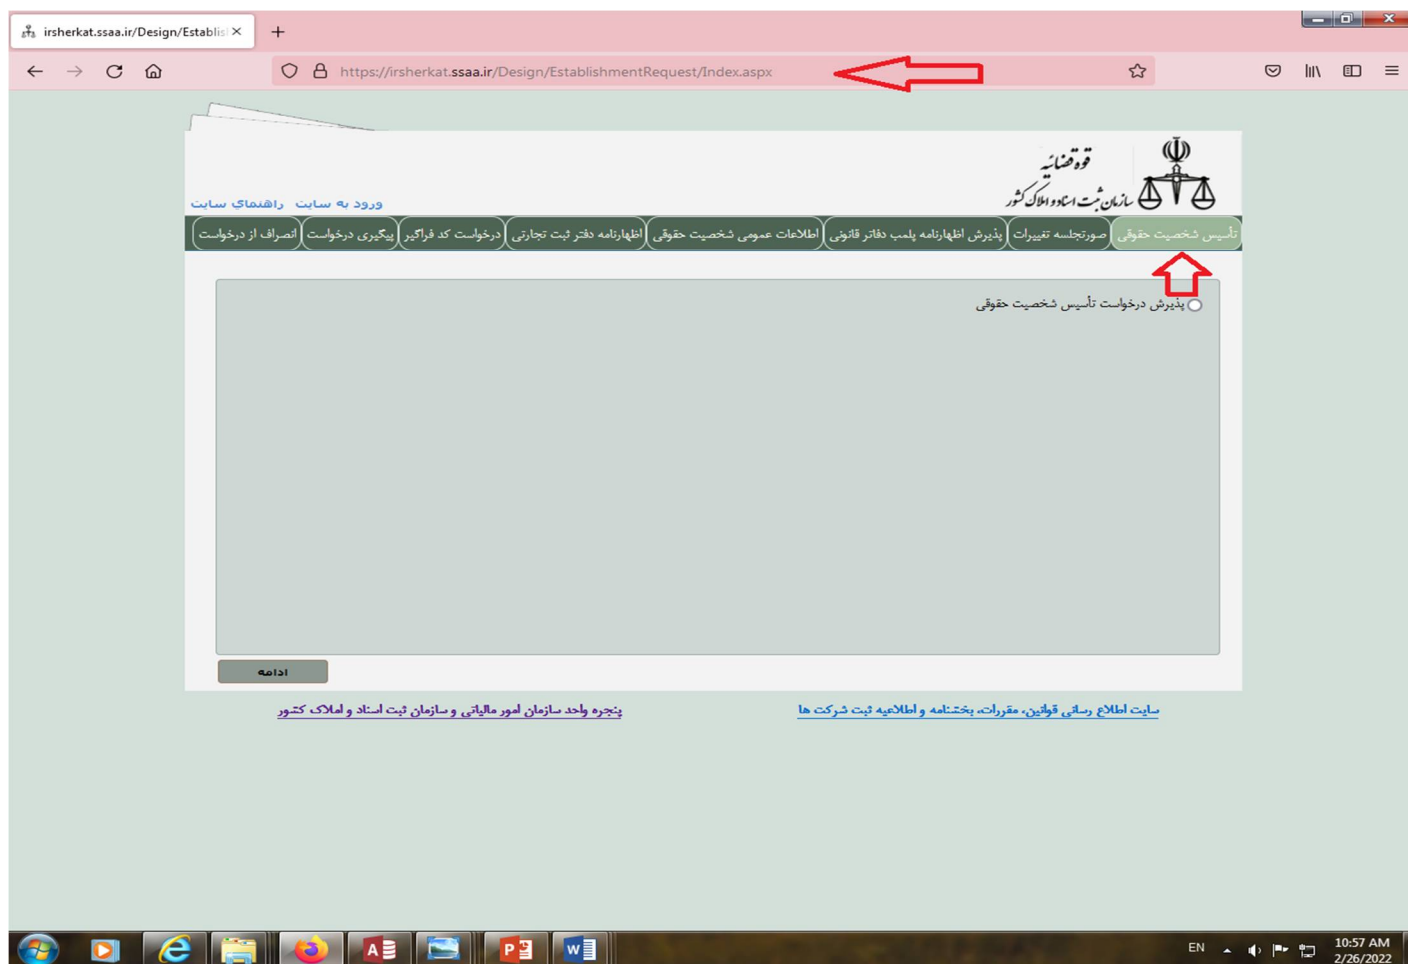 irsherkat.ssaa.ir/Design/Establis
https://irsherkat.ssaa.ir/Design/EstablishmentRequest/Index.aspx
قوه قضائیه
سازمان ثبت اسناد و املاک کشور
ورود به سایت راهنمای سایت
تأسیس شخصیت حقوقی صورتجلسه تغییرات پذیرش اظهارنامه پلمب دفاتر قانونی اطلاعات عمومی شخصیت حقوقی اظهارنامه دفتر ثبت تجارتی درخواست کد فراگیر پیگیری درخواست انصراف از درخواست
پذیرش درخواست تأسیس شخصیت حقوقی
ادامه
سایت اطلاع رسانی قوانین، مقررات، بخشنامه و اطلاعیه ثبت شرکت ها پنجره واحد سازمان امور مالیاتی و سازمان ثبت اسناد و املاک کشور
EN
10:57 AM
2/26/2022